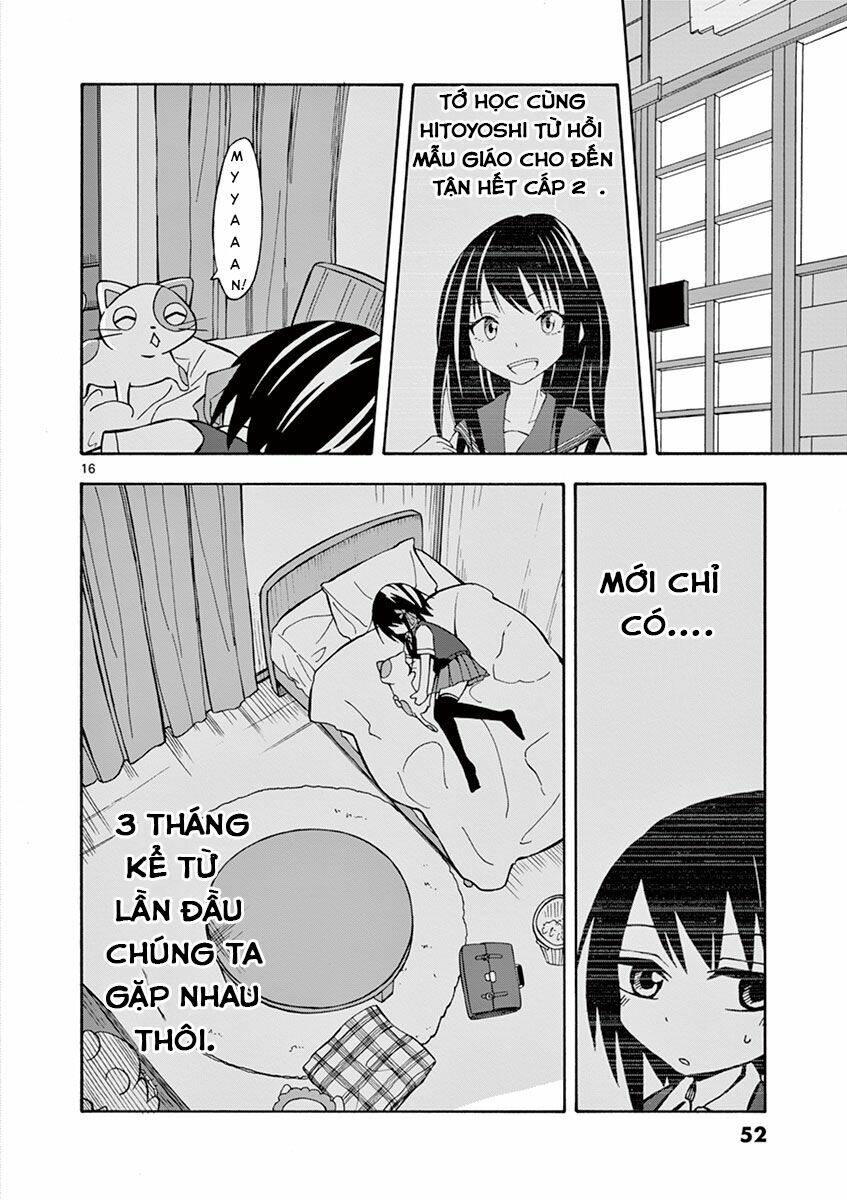 TỚ HỌC CÙNG
HITOYOSHI TỪ HỒI
MẪU GIÁO CHO ĐẾN
TẬN HẾT CẤP 2 .
MYYAAAN!
16
MỚI CHỈ
CÓ....
3 THÁNG
KỂ TỪ
LẦN ĐẦU
CHÚNG TA
GẶP NHAU
THÔI.
52